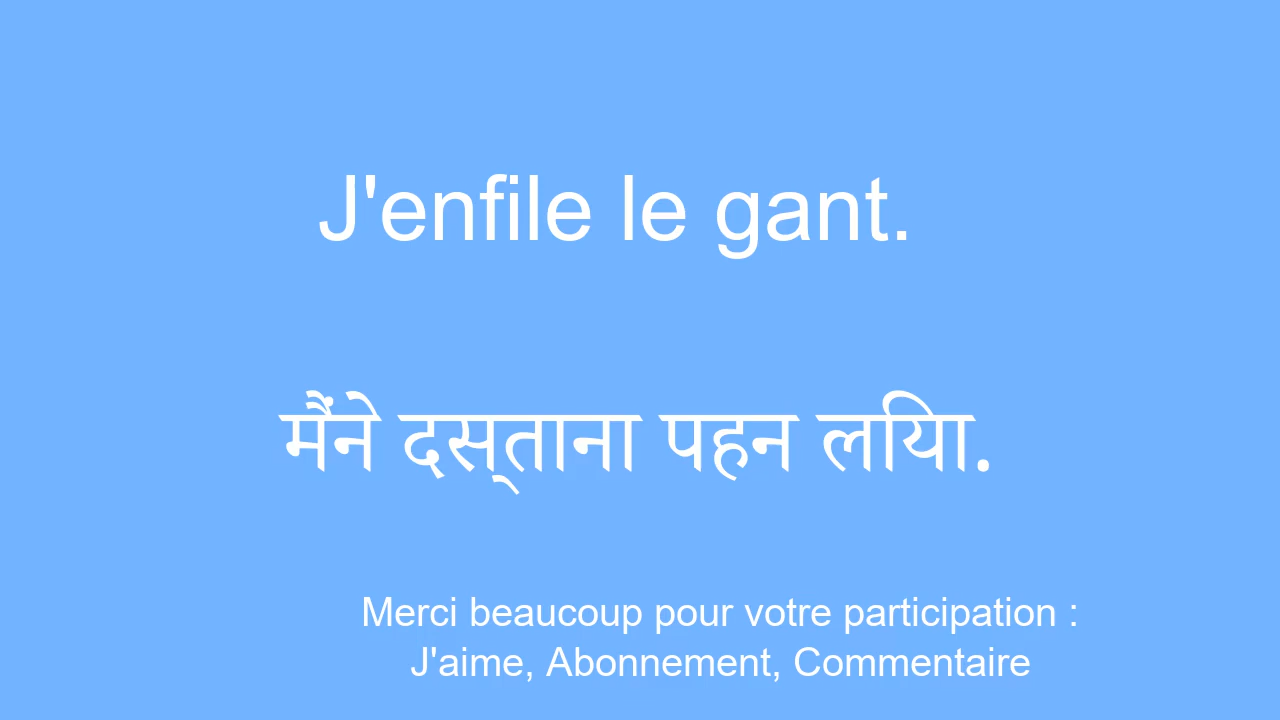 J'enfile le gant.
मैंने दस्ताना पहन लिया.
Merci beaucoup pour votre participation :
J'aime, Abonnement, Commentaire